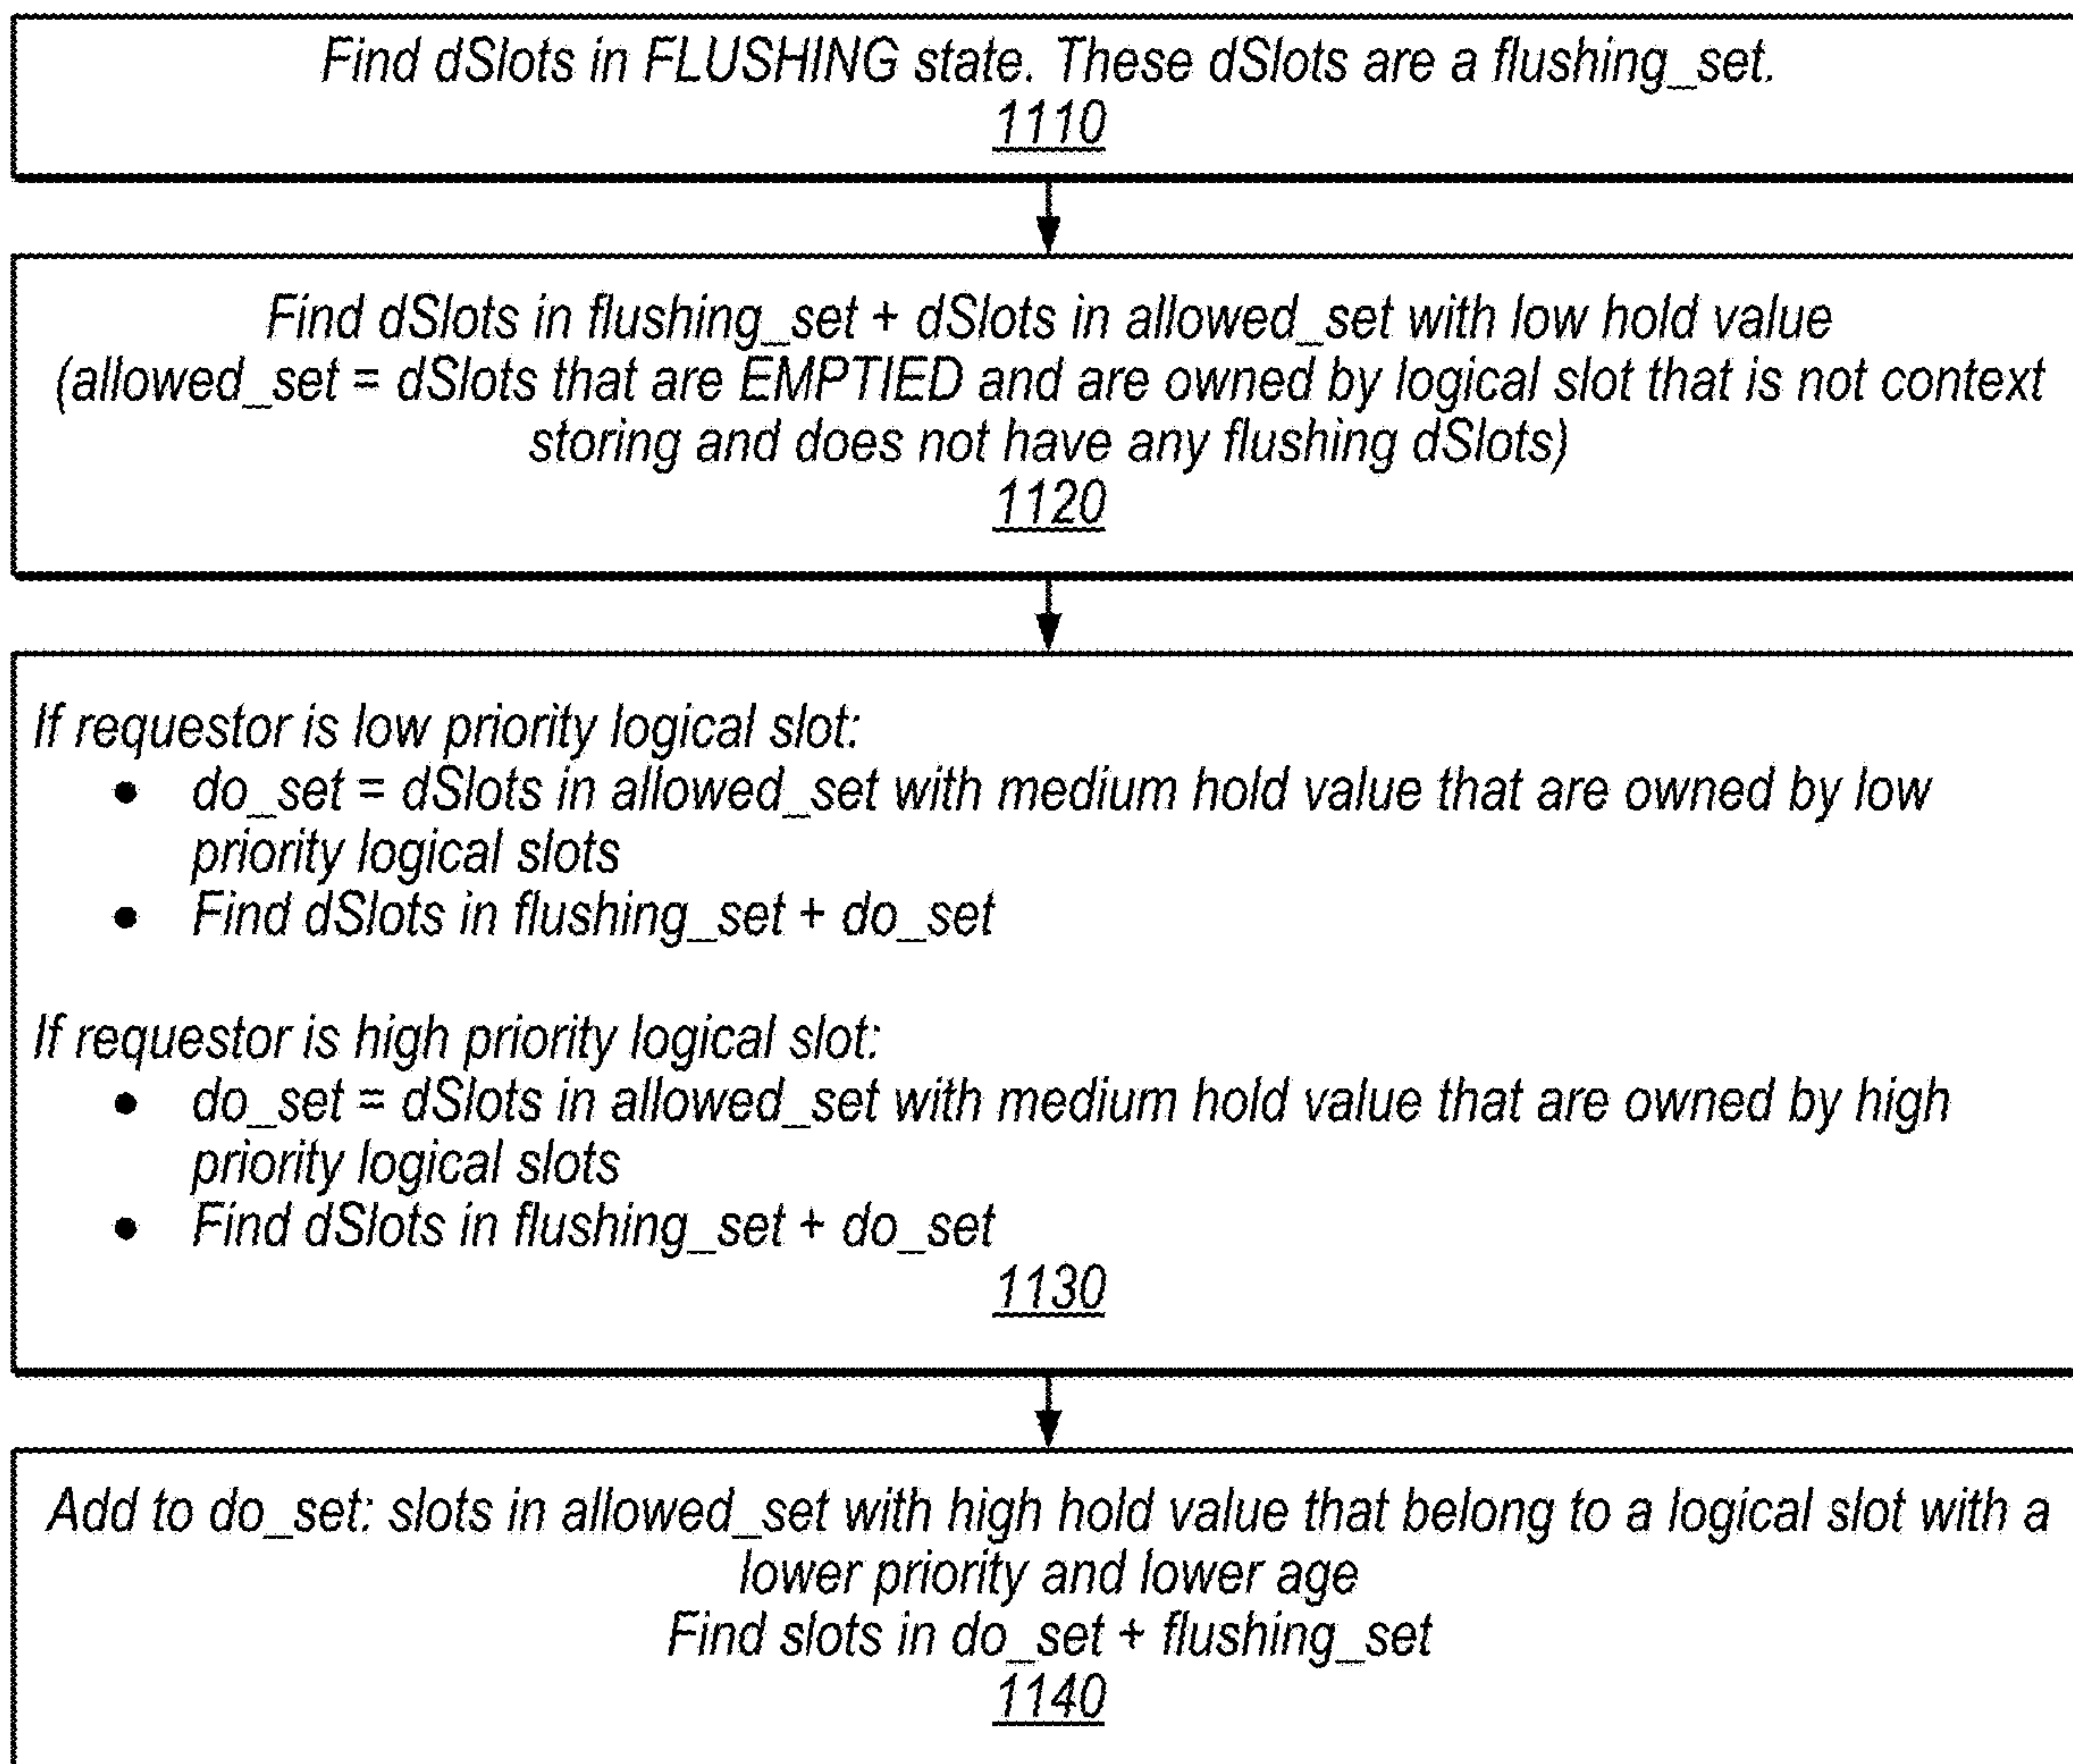 Find dSlots in FLUSHING state. These dSlots are a flushing_set.
1110
Find dSlots in flushing_set + dSlots in allowed_set with low hold value
(allowed_set = dSlots that are EMPTIED and are owned by logical slot that is not context
storing and does not have any flushing dSlots)
1120
If requestor is low priority logical slot:
• do_set = dSlots in allowed_set with medium hold value that are owned by low
priority logical slots
• Find dSlots in flushing_set + do_set
If requestor is high priority logical slot:
• do_set = dSlots in allowed_set with medium hold value that are owned by high
priority logical slots
• Find dSlots in flushing_set + do_set
1130
Add to do_set: slots in allowed_set with high hold value that belong to a logical slot with a
lower priority and lower age
Find slots in do_set + flushing_set
1140